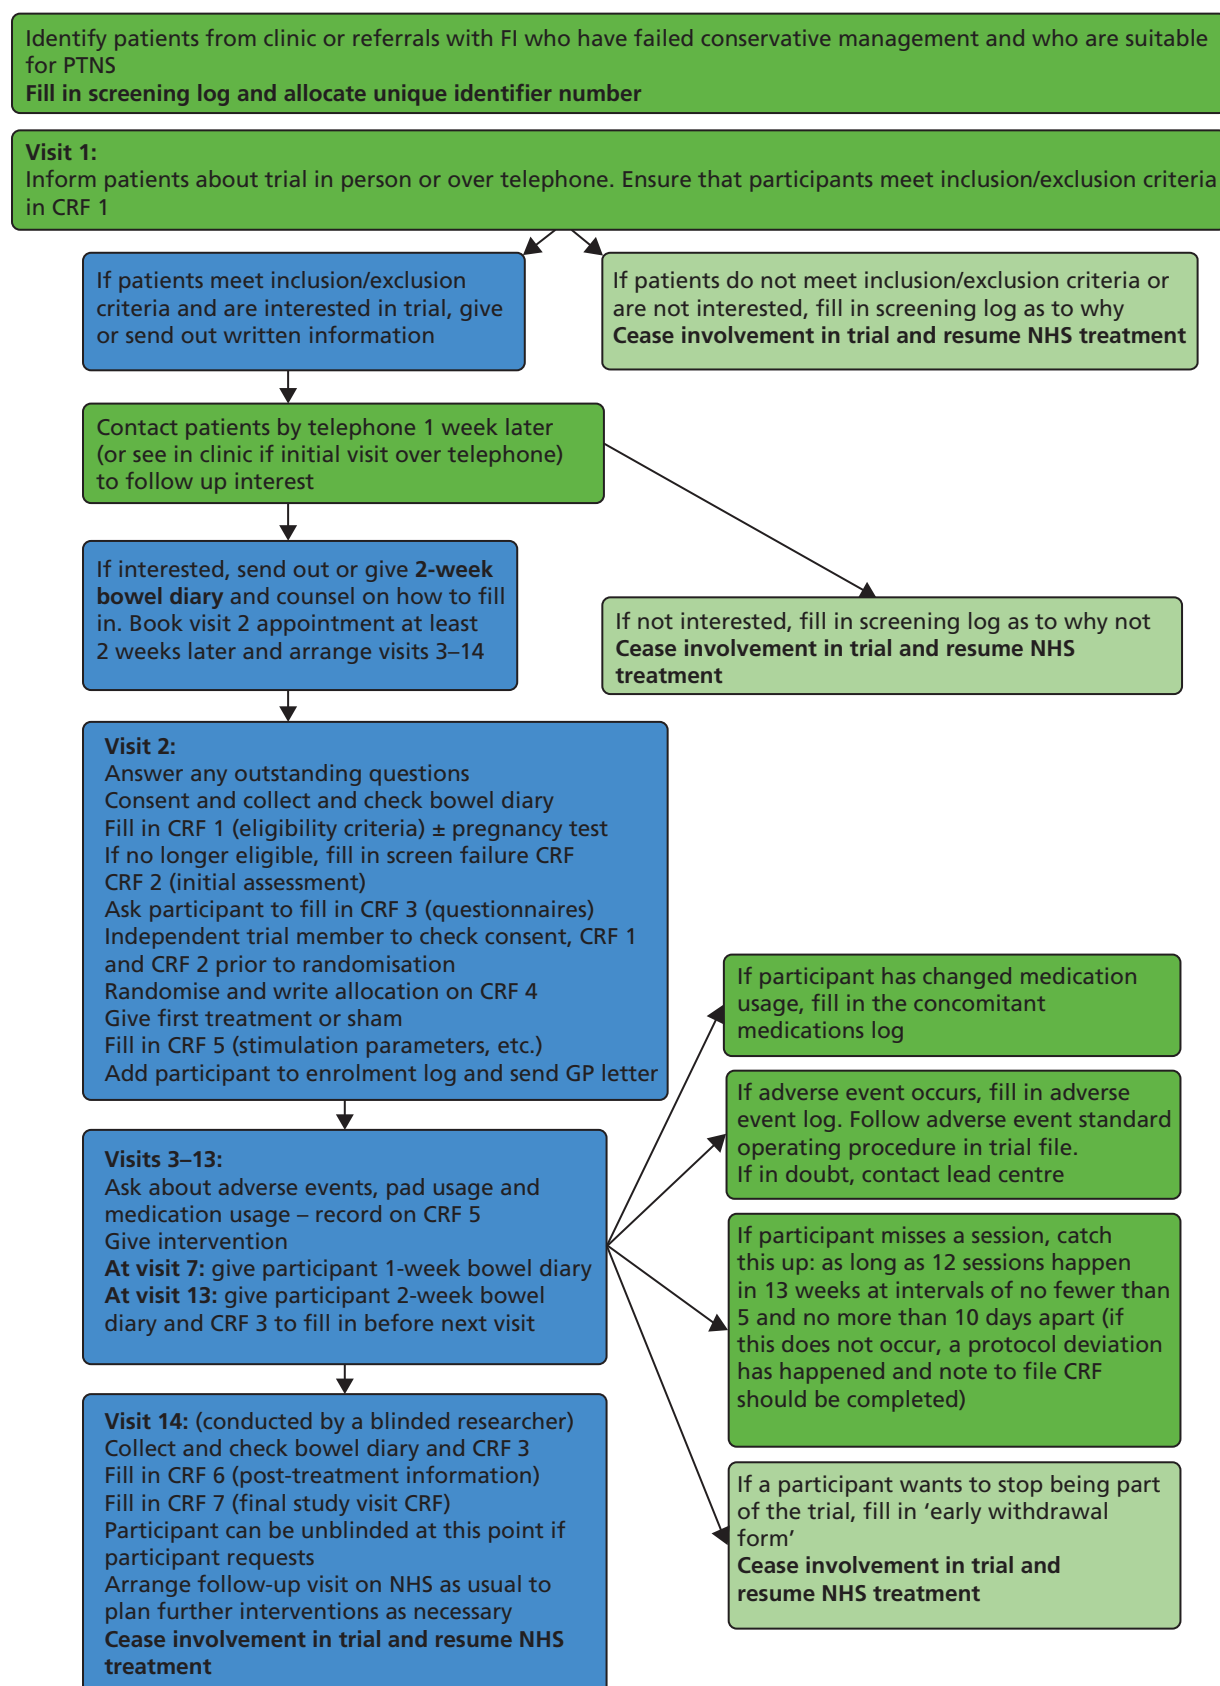 Identify patients from clinic or referrals with FI who have failed conservative management and who are suitable
for PTNS
Fill in screening log and allocate unique identifier number
Visit 1:
Inform patients about trial in person or over telephone. Ensure that participants meet inclusion/exclusion criteria
in CRF 1
If patients meet inclusion/exclusion
criteria and are interested in trial, give
or send out written information
If patients do not meet inclusion/exclusion criteria or
are not interested, fill in screening log as to why
Cease involvement in trial and resume NHS treatment
Contact patients by telephone 1 week later
(or see in clinic if initial visit over telephone)
to follow up interest
If interested, send out or give 2-week
bowel diary and counsel on how to fill
in. Book visit 2 appointment at least
2 weeks later and arrange visits 3–14
If not interested, fill in screening log as to why not
Cease involvement in trial and resume NHS
treatment
Visit 2:
Answer any outstanding questions
Consent and collect and check bowel diary
Fill in CRF 1 (eligibility criteria) ± pregnancy test
If no longer eligible, fill in screen failure CRF
CRF 2 (initial assessment)
Ask participant to fill in CRF 3 (questionnaires)
Independent trial member to check consent, CRF 1
and CRF 2 prior to randomisation
Randomise and write allocation on CRF 4
Give first treatment or sham
Fill in CRF 5 (stimulation parameters, etc.)
Add participant to enrolment log and send GP letter
Visits 3–13:
Ask about adverse events, pad usage and
medication usage – record on CRF 5
Give intervention
At visit 7: give participant 1-week bowel diary
At visit 13: give participant 2-week bowel
diary and CRF 3 to fill in before next visit
If participant has changed medication
usage, fill in the concomitant
medications log
If adverse event occurs, fill in adverse
event log. Follow adverse event standard
operating procedure in trial file.
If in doubt, contact lead centre
If participant misses a session, catch
this up: as long as 12 sessions happen
in 13 weeks at intervals of no fewer than
5 and no more than 10 days apart (if
this does not occur, a protocol deviation
has happened and note to file CRF
should be completed)
If a participant wants to stop being part
of the trial, fill in ‘early withdrawal
form’
Cease involvement in trial and
resume NHS treatment
Visit 14: (conducted by a blinded researcher)
Collect and check bowel diary and CRF 3
Fill in CRF 6 (post-treatment information)
Fill in CRF 7 (final study visit CRF)
Participant can be unblinded at this point if
participant requests
Arrange follow-up visit on NHS as usual to
plan further interventions as necessary
Cease involvement in trial and resume NHS
treatment